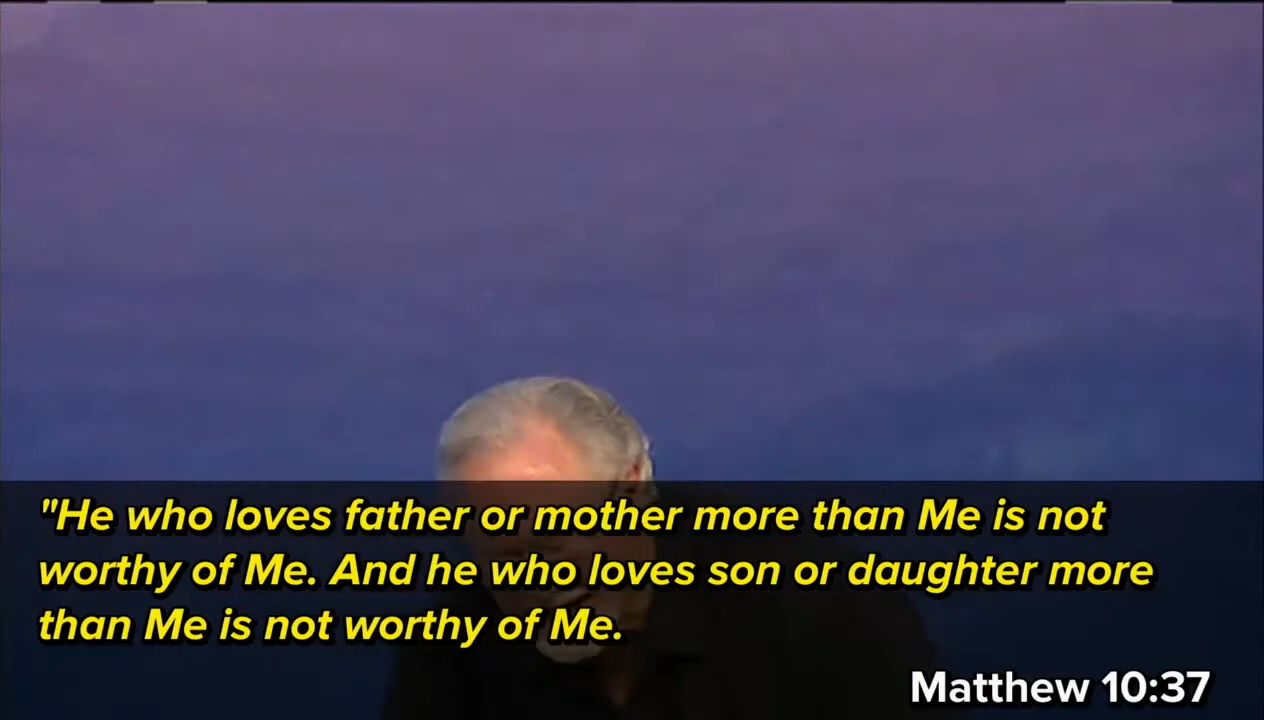 "He who loves father or mother more than Me is not
worthy of Me. And he who loves son or daughter more
than Me is not worthy of Me.
Matthew 10:37